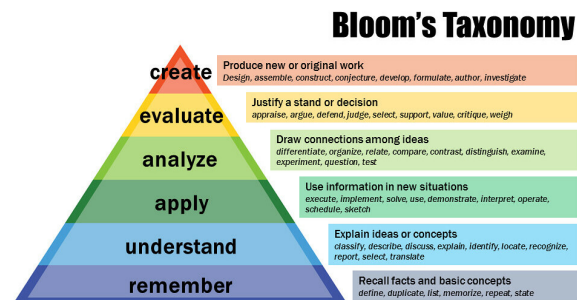 Bloom's Taxonomy
create
Produce new or original work
Design, assemble, construct, conjecture, develop, formulate, author, investigate
evaluate
Justify a stand or decision
appraise, argue, defend, judge, select, support, value, critique, weigh
analyze
Draw connections among ideas
differentiate, organize, relate, compare, contrast, distinguish, examine,
experiment, question, test
apply
Use information in new situations
execute, implement, solve, use, demonstrate, interpret, operate,
schedule, sketch
understand
Explain ideas or concepts
classify, describe, discuss, explain, identify, locate, recognize,
report, select, translate
remember
Recall facts and basic concepts
define, duplicate, list, memorize, repeat, state